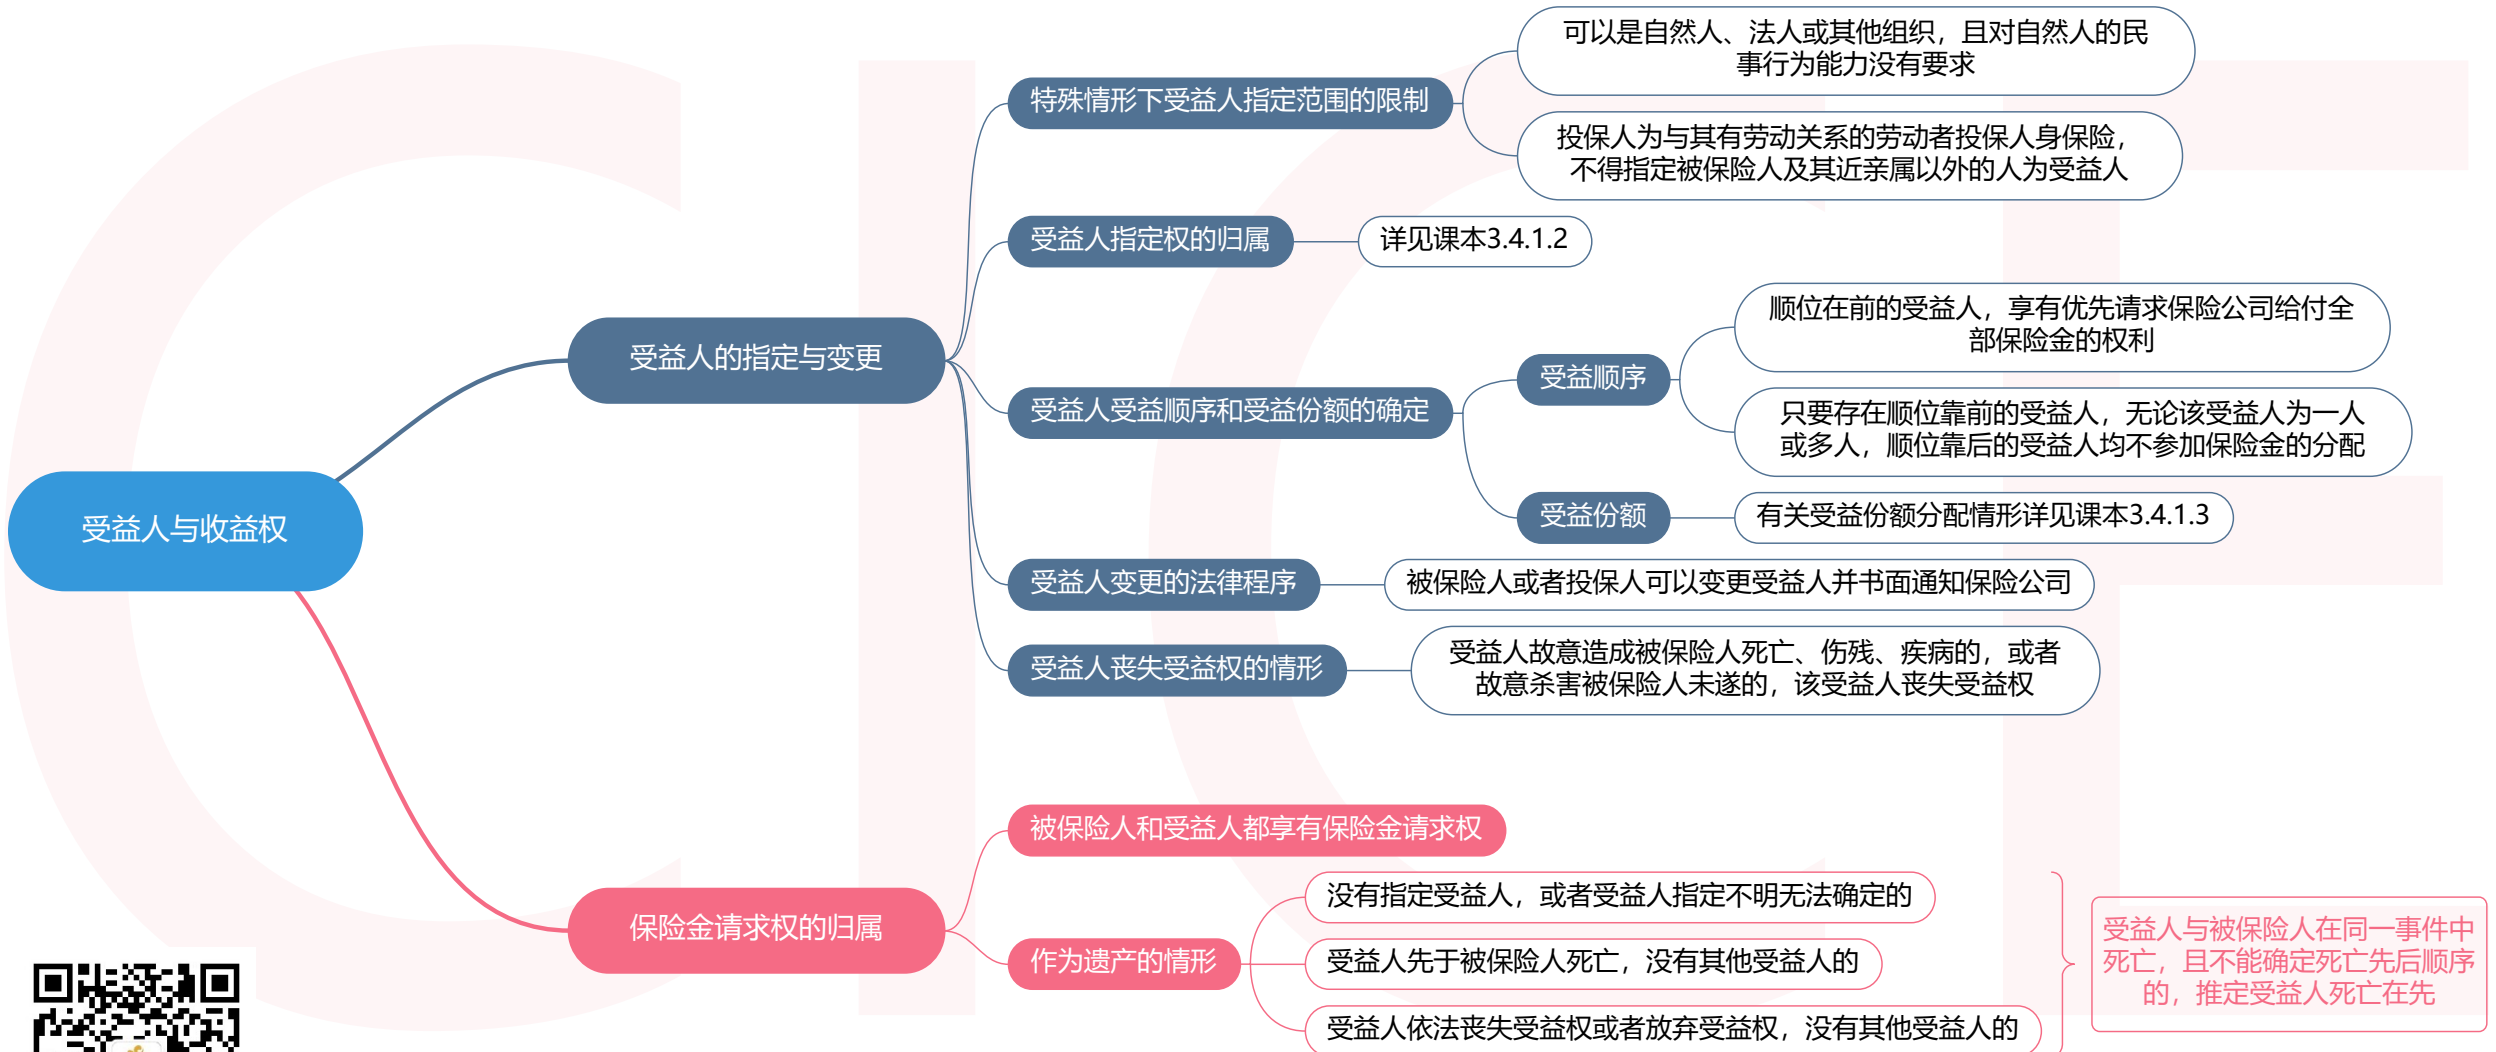 受益人与收益权
受益人的指定与变更
特殊情形下受益人指定范围的限制
可以是自然人、法人或其他组织，且对自然人的民
事行为能力没有要求
投保人为与其有劳动关系的劳动者投保人身保险，
不得指定被保险人及其近亲属以外的人为受益人
受益人指定权的归属
详见课本3.4.1.2
受益人受益顺序和受益份额的确定
受益顺序
顺位在前的受益人，享有优先请求保险公司给付全
部保险金的权利
只要存在顺位靠前的受益人，无论该受益人为一人
或多人，顺位靠后的受益人均不参加保险金的分配
受益份额
有关受益份额分配情形详见课本3.4.1.3
受益人变更的法律程序
被保险人或者投保人可以变更受益人并书面通知保险公司
受益人丧失受益权的情形
受益人故意造成被保险人死亡、伤残、疾病的，或者
故意杀害被保险人未遂的，该受益人丧失受益权
保险金请求权的归属
被保险人和受益人都享有保险金请求权
作为遗产的情形
没有指定受益人，或者受益人指定不明无法确定的
受益人先于被保险人死亡，没有其他受益人的
受益人依法丧失受益权或者放弃受益权，没有其他受益人的
受益人与被保险人在同一事件中
死亡，且不能确定死亡先后顺序
的，推定受益人死亡在先